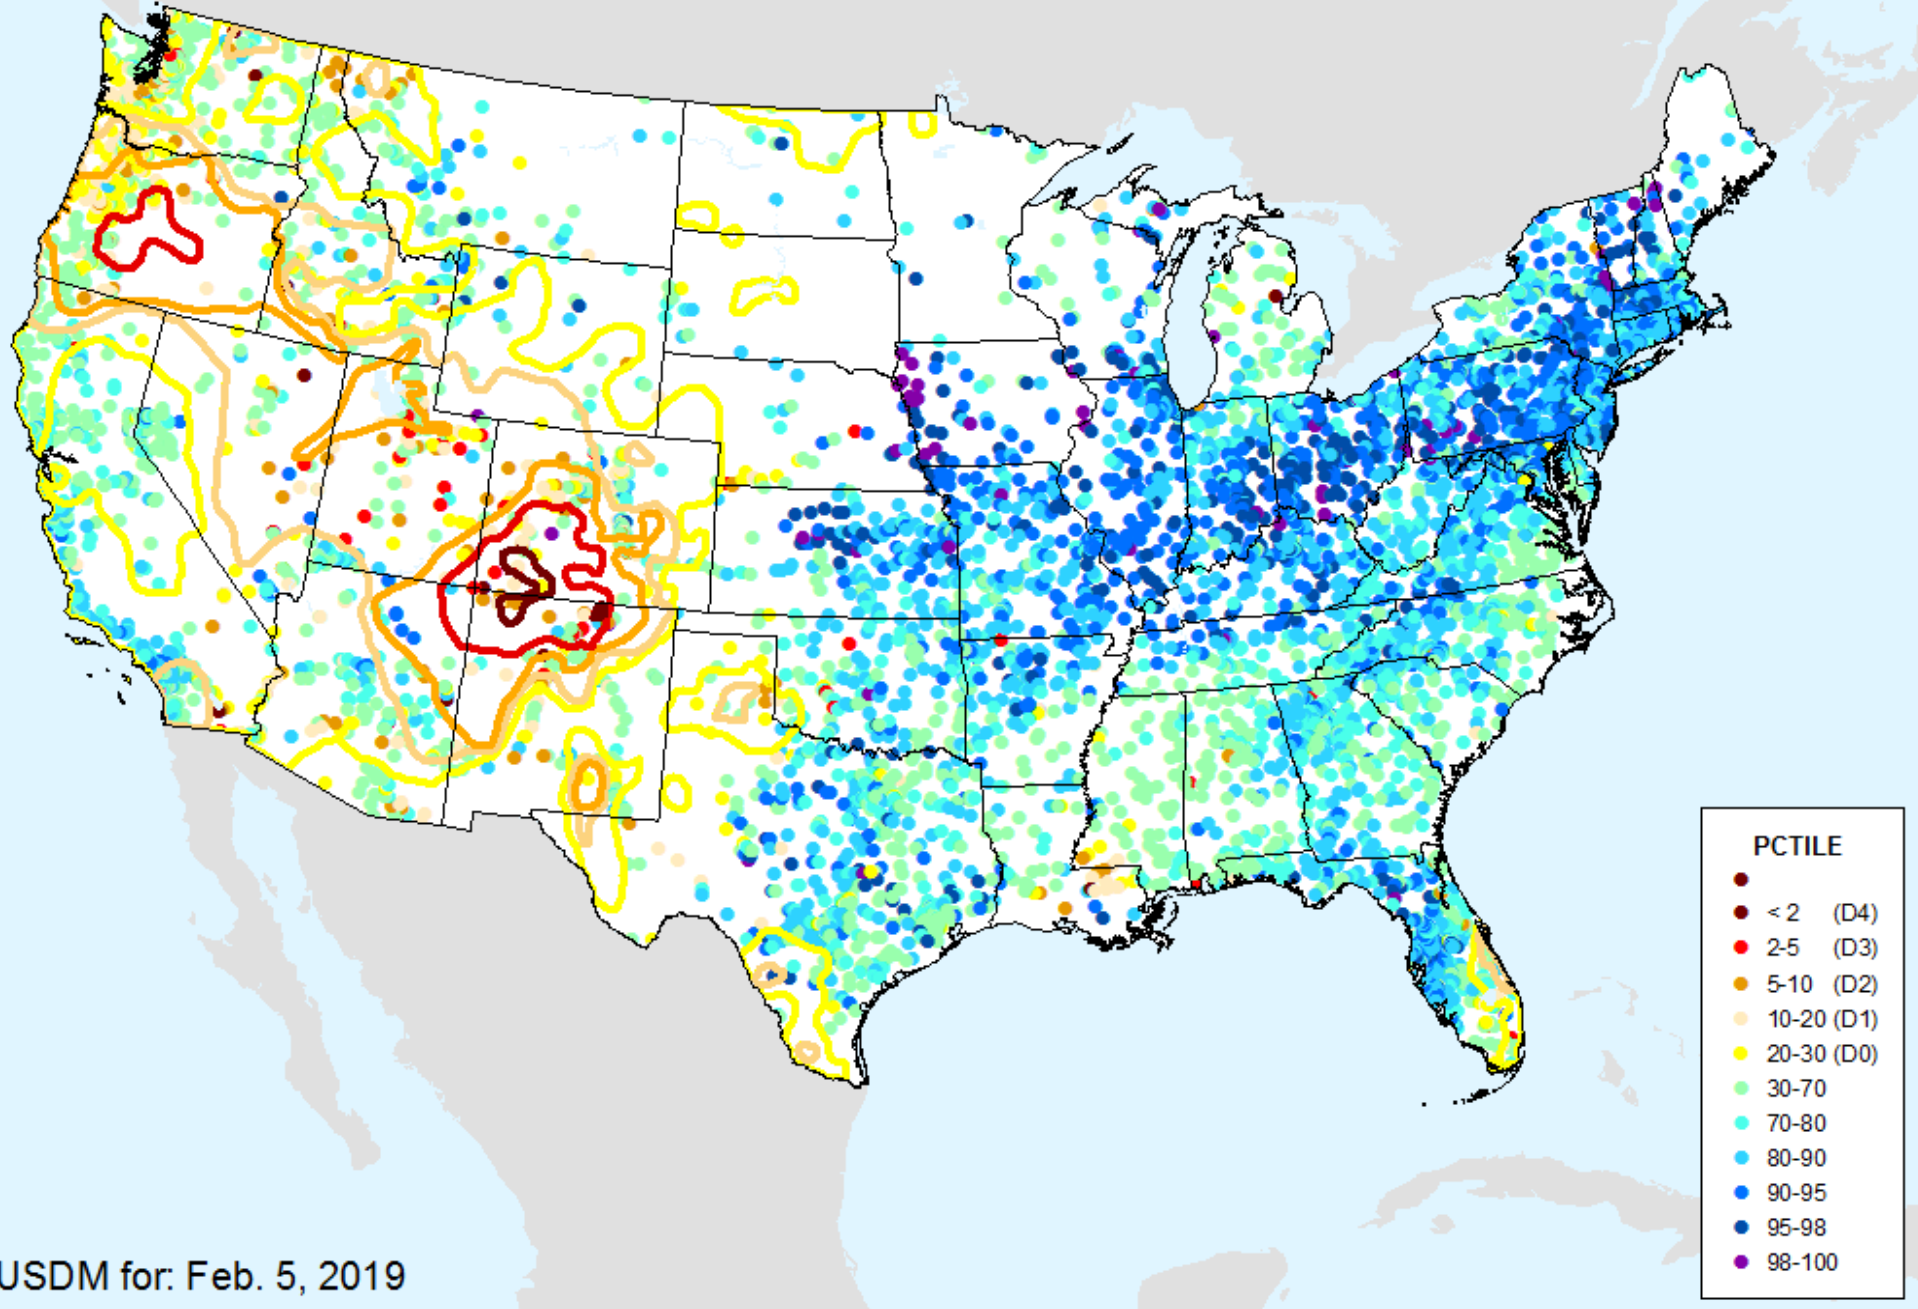 PCTILE
< 2 (D4)
2-5 (D3)
5-10 (D2)
10-20 (D1)
20-30 (D0)
30-70
70-80
80-90
90-95
95-98
98-100
USDM for: Feb. 5, 2019